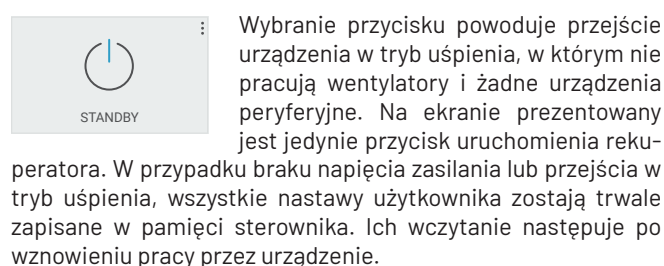 Wybranie przycisku powoduje przejście
urządzenia w tryb uśpienia, w którym nie
pracują wentylatory i żadne urządzenia
peryferyjne. Na ekranie prezentowany
jest jedynie przycisk uruchomienia reku-
STANDBY
peratora. W przypadku braku napięcia zasilania lub przejścia w
tryb uśpienia, wszystkie nastawy użytkownika zostają trwale
zapisane w pamięci sterownika. Ich wczytanie następuje po
wznowieniu pracy przez urządzenie.